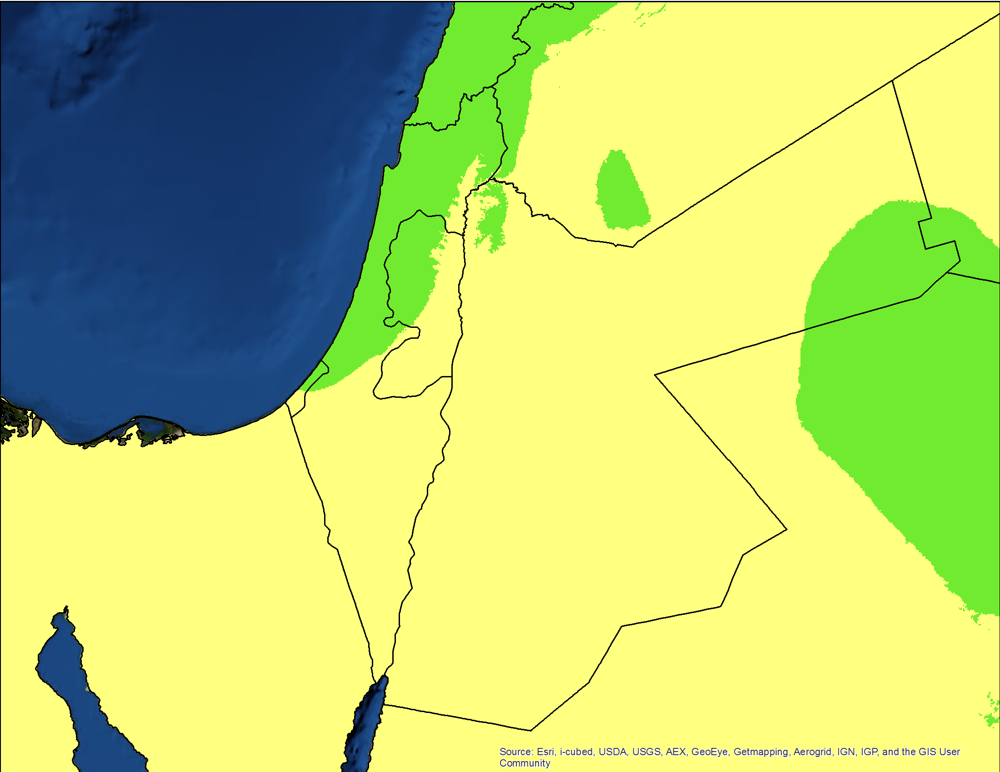 Source: Esri, i-cubed, USDA, USGS, AEX, GeoEye, Getmapping, Aerogrid, IGN, IGP, and the GIS User
Community